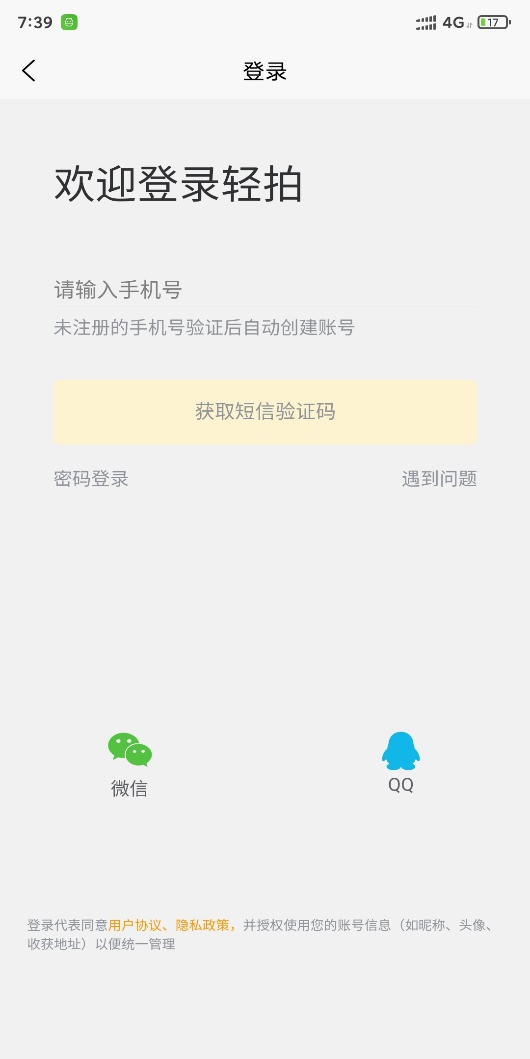 7:39
4G
17
登录
欢迎登录轻拍
请输入手机号
未注册的手机号验证后自动创建账号
获取短信验证码
密码登录 遇到问题
微信 QQ
登录代表同意用户协议、隐私政策，并授权使用您的账号信息（如昵称、头像、
收获地址）以便统一管理